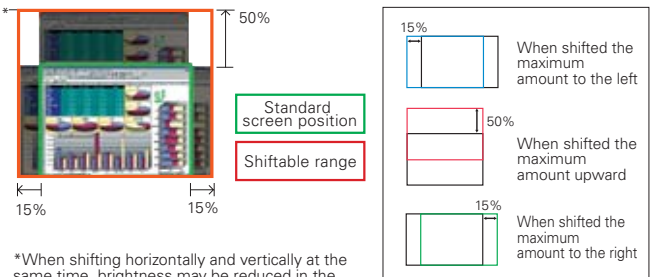 *
50%
Standard
screen position
Shiftable range
15%
15%
*When shifting horizontally and vertically at the
same time, brightness may be reduced in the
15%
When shifted the
maximum
amount to the left
50%
When shifted the
maximum
amount upward
15%
When shifted the
maximum
amount to the right